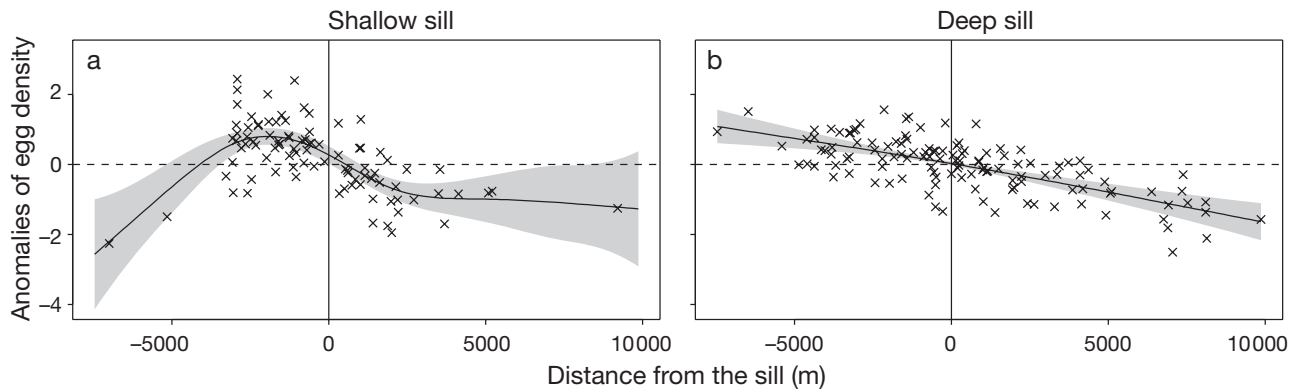 Shallow sill
Deep sill
a
b
Anomalies of egg density
2
0
–2
–4
–5000 0 5000 10000
–5000 0 5000 10000
Distance from the sill (m)